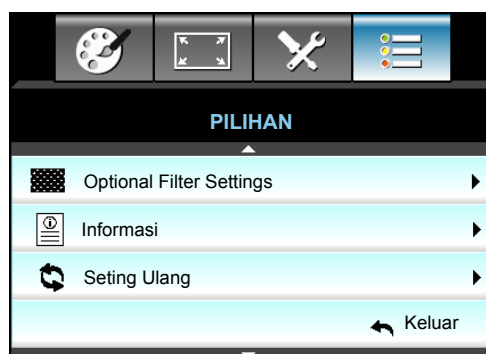 PILIHAN
Optional Filter Settings
Informasi
Seting Ulang
Keluar